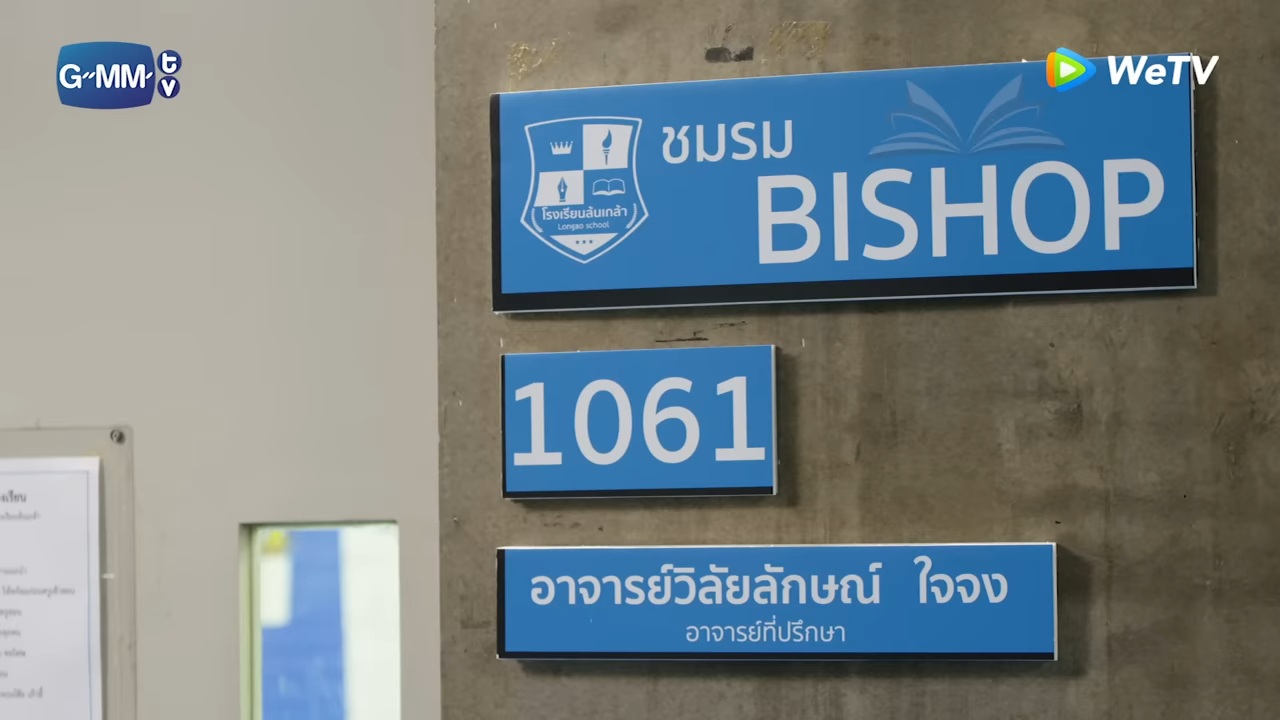 GMM tv
WeTV
ชมรม
BISHOP
โรงเรียนล้นเกล้า
Longao school
1061
อาจารย์วิลัยลักษณ์ ใจจง
อาจารย์ที่ปรึกษา